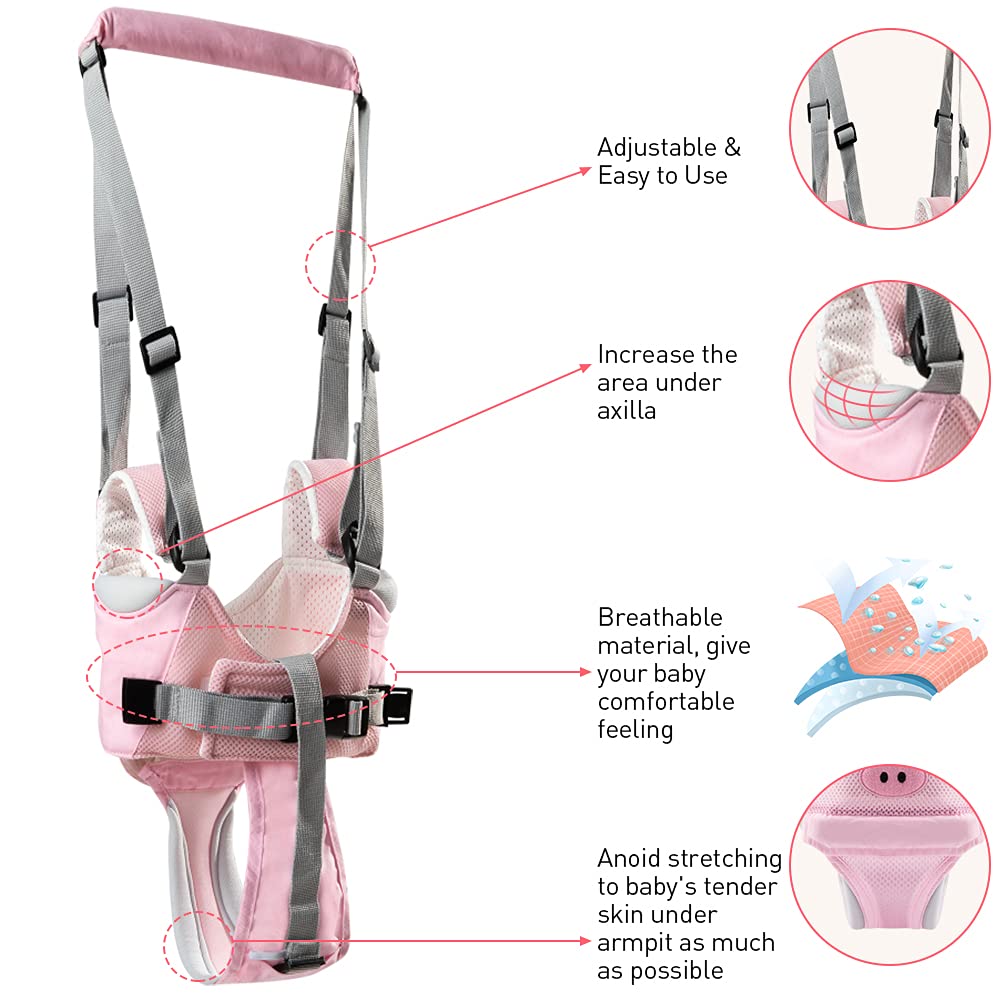 Adjustable &
Easy to Use
Increase the
area under
axilla
Breathable
material, give
your baby
comfortable
feeling
Anoid stretching
to baby's tender
skin under
armpit as much
as possible